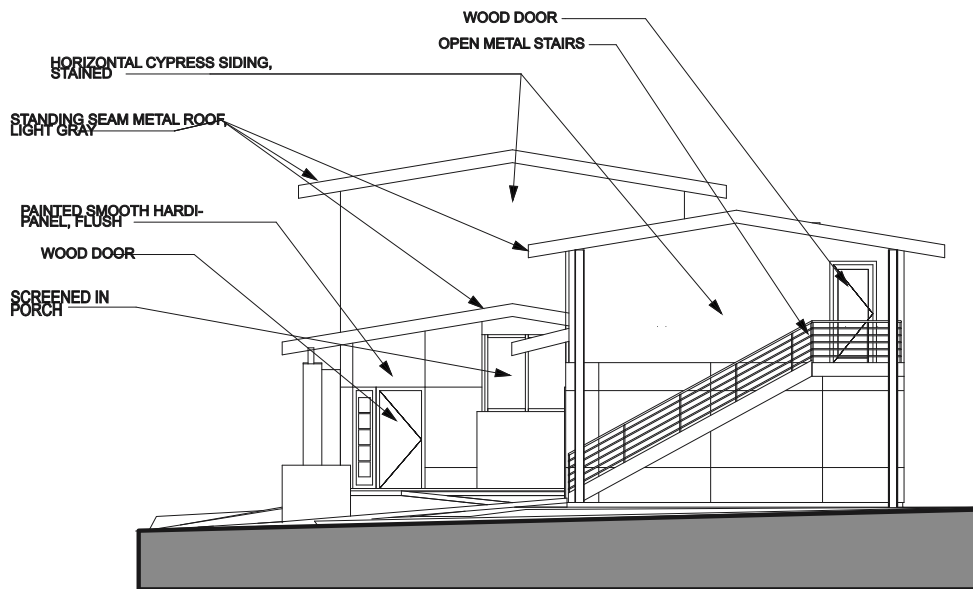 WOOD DOOR
OPEN METAL STAIRS
HORIZONTAL CYPRESS SIDING,
STAINED
STANDING SEAM METAL ROOF,
LIGHT GRAY
PAINTED SMOOTH HARDI-
PANEL, FLUSH
WOOD DOOR
SCREENED IN
PORCH